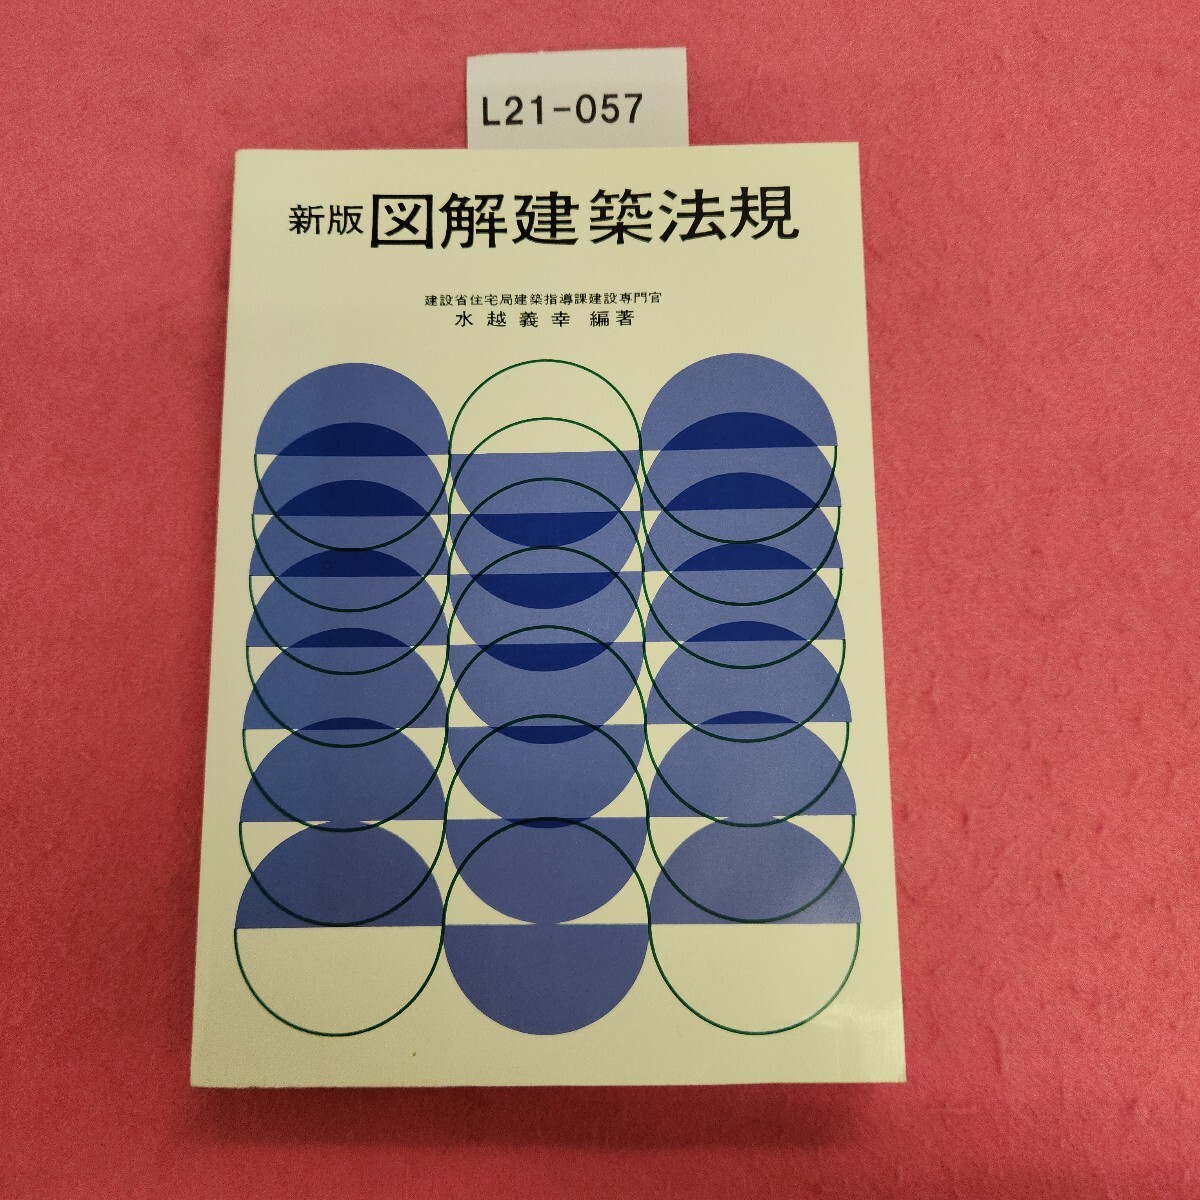 L21-057
新版 図解建築法規
建設省住宅局建築指導課建設専門官
水越義幸 編著